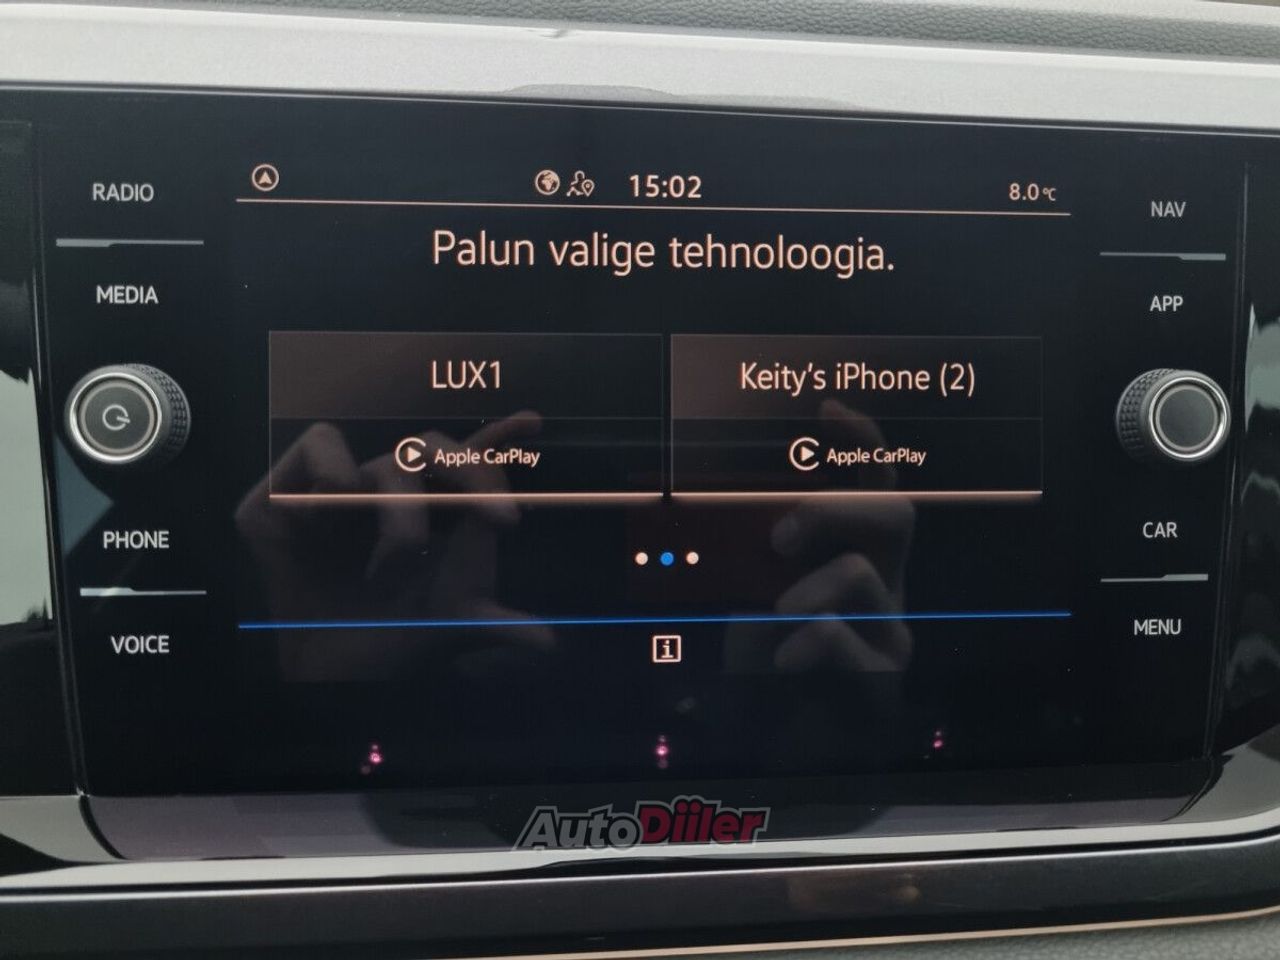 RADIO
MEDIA
PHONE
VOICE
15:02
8.0°C
Palun valige tehnoloogia.
LUX1
Apple CarPlay
Keity's iPhone (2)
Apple CarPlay
i
NAV
APP
CAR
MENU
AutoDiiler